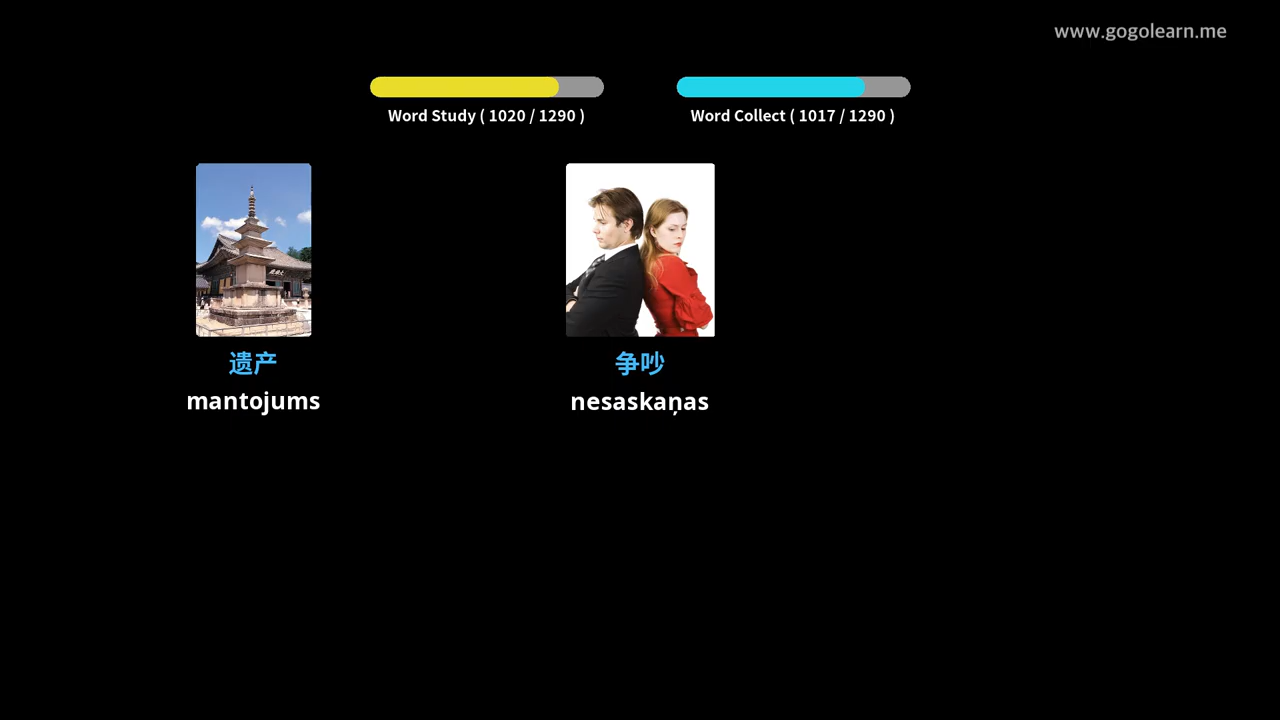 www.gogolearn.me
Word Study ( 1020 / 1290 )
Word Collect ( 1017 / 1290 )
遗产
mantojums
争吵
nesaskaņas